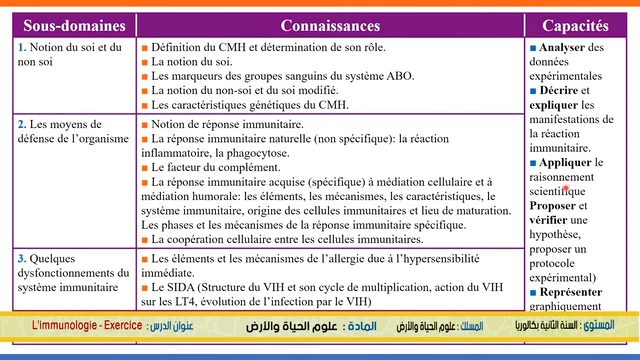 Sous-domaines
Connaissances
Capacités
1. Notion du soi et du
non soi
■ Définition du CMH et détermination de son rôle.
■ La notion du soi.
■ Les marqueurs des groupes sanguins du système ABO.
■ La notion du non-soi et du soi modifié.
■ Les caractéristiques génétiques du CMH.
2. Les moyens de
défense de l'organisme
■ Notion de réponse immunitaire.
■ La réponse immunitaire naturelle (non spécifique): la réaction
inflammatoire, la phagocytose.
■ Le facteur du complément.
■ La réponse immunitaire acquise (spécifique) à médiation cellulaire et à
médiation humorale: les éléments, les mécanismes, les caractéristiques, le
système immunitaire, origine des cellules immunitaires et lieu de maturation.
Les phases et les mécanismes de la réponse immunitaire spécifique.
■ La coopération cellulaire entre les cellules immunitaires.
3. Quelques
dysfonctionnements du
système immunitaire
■ Les éléments et les mécanismes de l'allergie due à l'hypersensibilité
immédiate.
■ Le SIDA (Structure du VIH et son cycle de multiplication, action du VIH
sur les LT4, évolution de l'infection par le VIH)
■ Analyser des
données
expérimentales
■ Décrire et
expliquer les
manifestations de
la réaction
immunitaire.
■ Appliquer le
raisonnement
scientifique
Proposer et
vérifier une
hypothèse,
proposer un
protocole
expérimental)
■ Représenter
graphiquement
المستوى : السنة الثانية بكالوريا
المسلك : علوم الحياة والأرض
المادة : علوم الحياة والأرض
عنوان الدرس : L'immunologie - Exercice